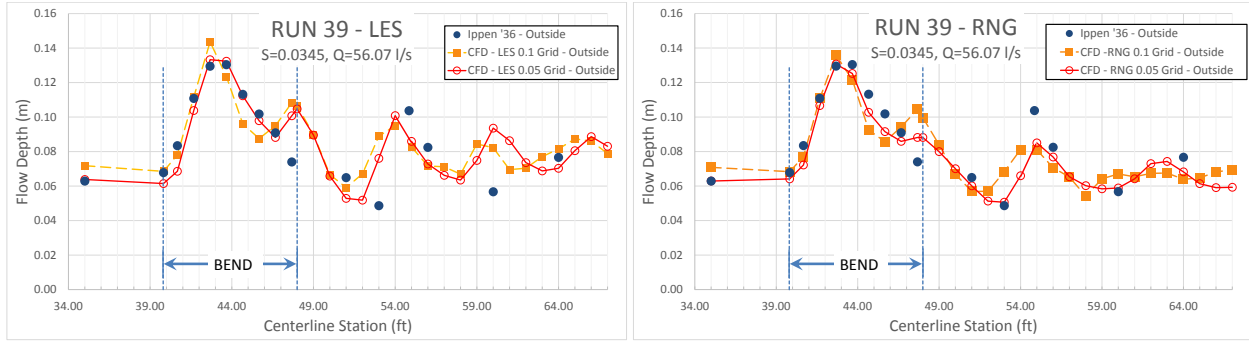 RUN 39 - LES
S=0.0345, Q=56.07 l/s
Ippen '36 - Outside
CFD - LES 0.1 Grid - Outside
CFD - LES 0.05 Grid - Outside
Flow Depth (m)
0.16
0.14
0.12
0.10
0.08
0.06
0.04
0.02
0.00
BEND
34.00 39.00 44.00 49.00 54.00 59.00 64.00
Centerline Station (ft)
RUN 39 - RNG
S=0.0345, Q=56.07 l/s
Ippen '36 - Outside
CFD -RNG 0.1 Grid - Outside
CFD - RNG 0.05 Grid - Outside
Flow Depth (m)
0.16
0.14
0.12
0.10
0.08
0.06
0.04
0.02
0.00
BEND
34.00 39.00 44.00 49.00 54.00 59.00 64.00
Centerline Station (ft)